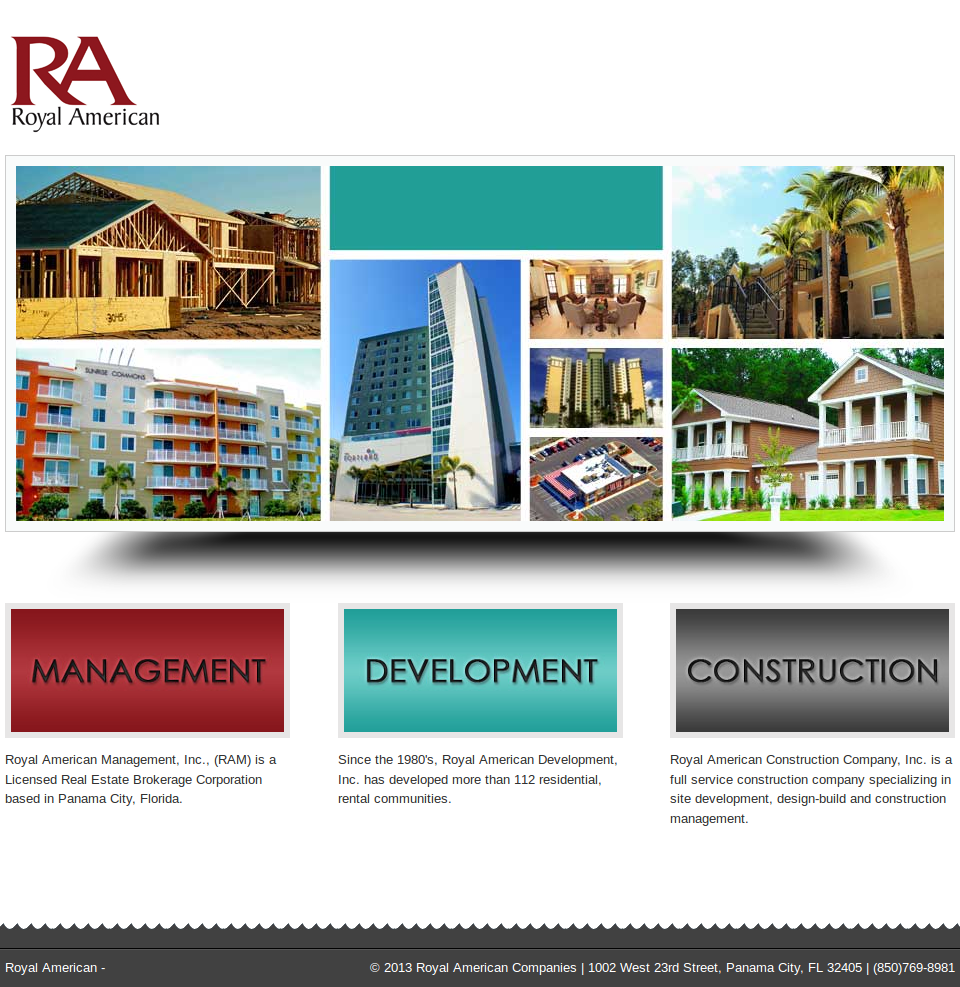 RA
Royal American
3045
SUNRISE COMMONS
MANAGEMENT
DEVELOPMENT
CONSTRUCTION
Royal American Management, Inc., (RAM) is a
Licensed Real Estate Brokerage Corporation
based in Panama City, Florida.
Since the 1980's, Royal American Development,
Inc. has developed more than 112 residential,
rental communities.
Royal American Construction Company, Inc. is a
full service construction company specializing in
site development, design-build and construction
management.
Royal American -
© 2013 Royal American Companies | 1002 West 23rd Street, Panama City, FL 32405 | (850)769-8981